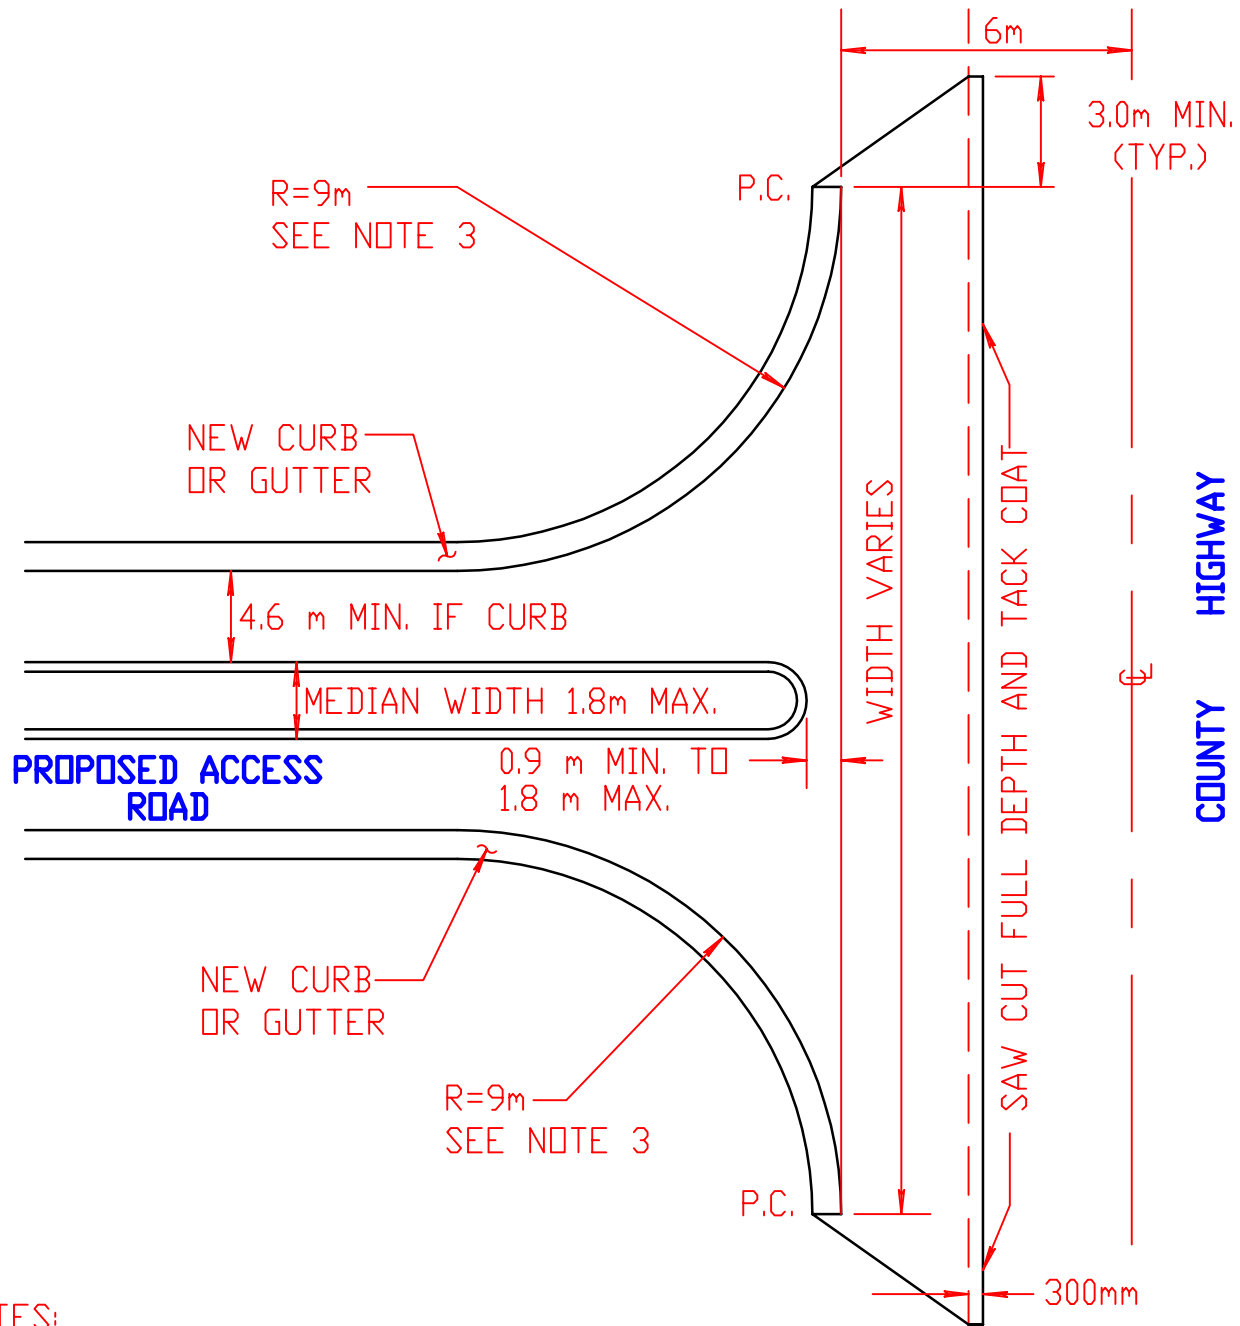 6m
3.0m MIN.
(TYP.)
P.C.
R=9m
SEE NOTE 3
NEW CURB
OR GUTTER
WIDTH VARIES
SAW CUT FULL DEPTH AND TACK COAT
COUNTY HIGHWAY
CL
4.6 m MIN. IF CURB
MEDIAN WIDTH 1.8m MAX.
0.9 m MIN. TO
1.8 m MAX.
PROPOSED ACCESS
ROAD
NEW CURB
OR GUTTER
R=9m
SEE NOTE 3
P.C.
300mm
TES: